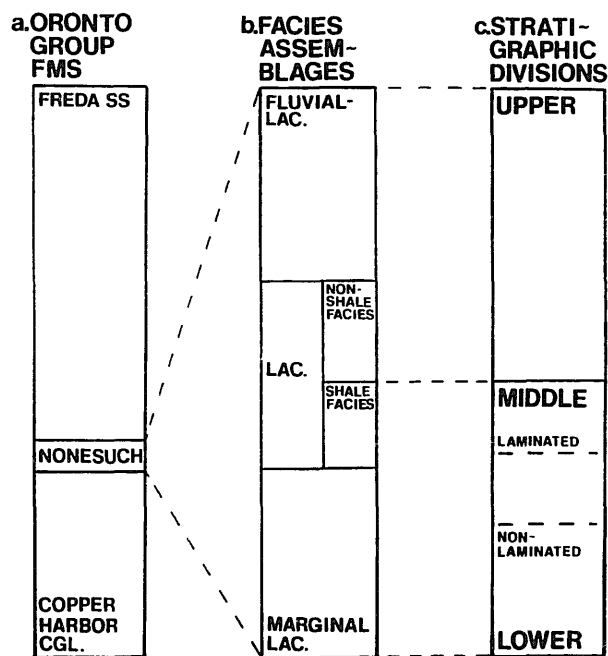 a. ORONTO
GROUP
FMS
FREDA SS
NONESUCH
COPPER
HARBOR
CGL.
b. FACIES
ASSEM-
BLAGES
FLUVIAL-
LAC.
NON-
SHALE
FACIES
LAC.
SHALE
FACIES
MARGINAL
LAC.
c. STRATI-
GRAPHIC
DIVISIONS
UPPER
MIDDLE
LAMINATED
NON-
LAMINATED
LOWER